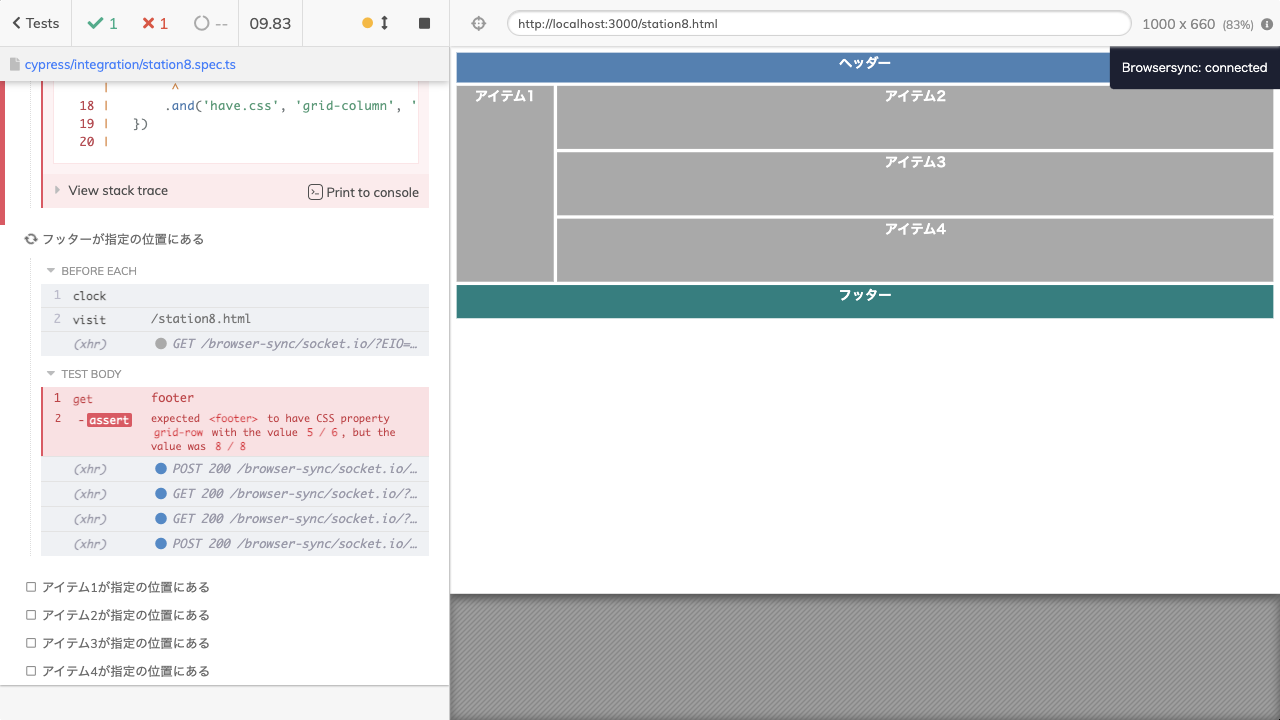 Tests
1
1
--
09.83
http://localhost:3000/station8.html
1000 x 660 (83%)
cypress/integration/station8.spec.ts
| ^
18 | .and('have.css', 'grid-column', '
19 | })
20 |
View stack trace
Print to console
フッターが指定の位置にある
BEFORE EACH
1 clock
2 visit /station8.html
(xhr) GET /browser-sync/socket.io/?EIO=…
TEST BODY
1 get footer
2 -assert expected <footer> to have CSS property
grid-row with the value 5 / 6, but the
value was 8 / 8
(xhr) POST 200 /browser-sync/socket.io/…
(xhr) GET 200 /browser-sync/socket.io/?…
(xhr) GET 200 /browser-sync/socket.io/?…
(xhr) POST 200 /browser-sync/socket.io/…
アイテム1が指定の位置にある
アイテム2が指定の位置にある
アイテム3が指定の位置にある
アイテム4が指定の位置にある
ヘッダー
Browsersync: connected
アイテム1
アイテム2
アイテム3
アイテム4
フッター